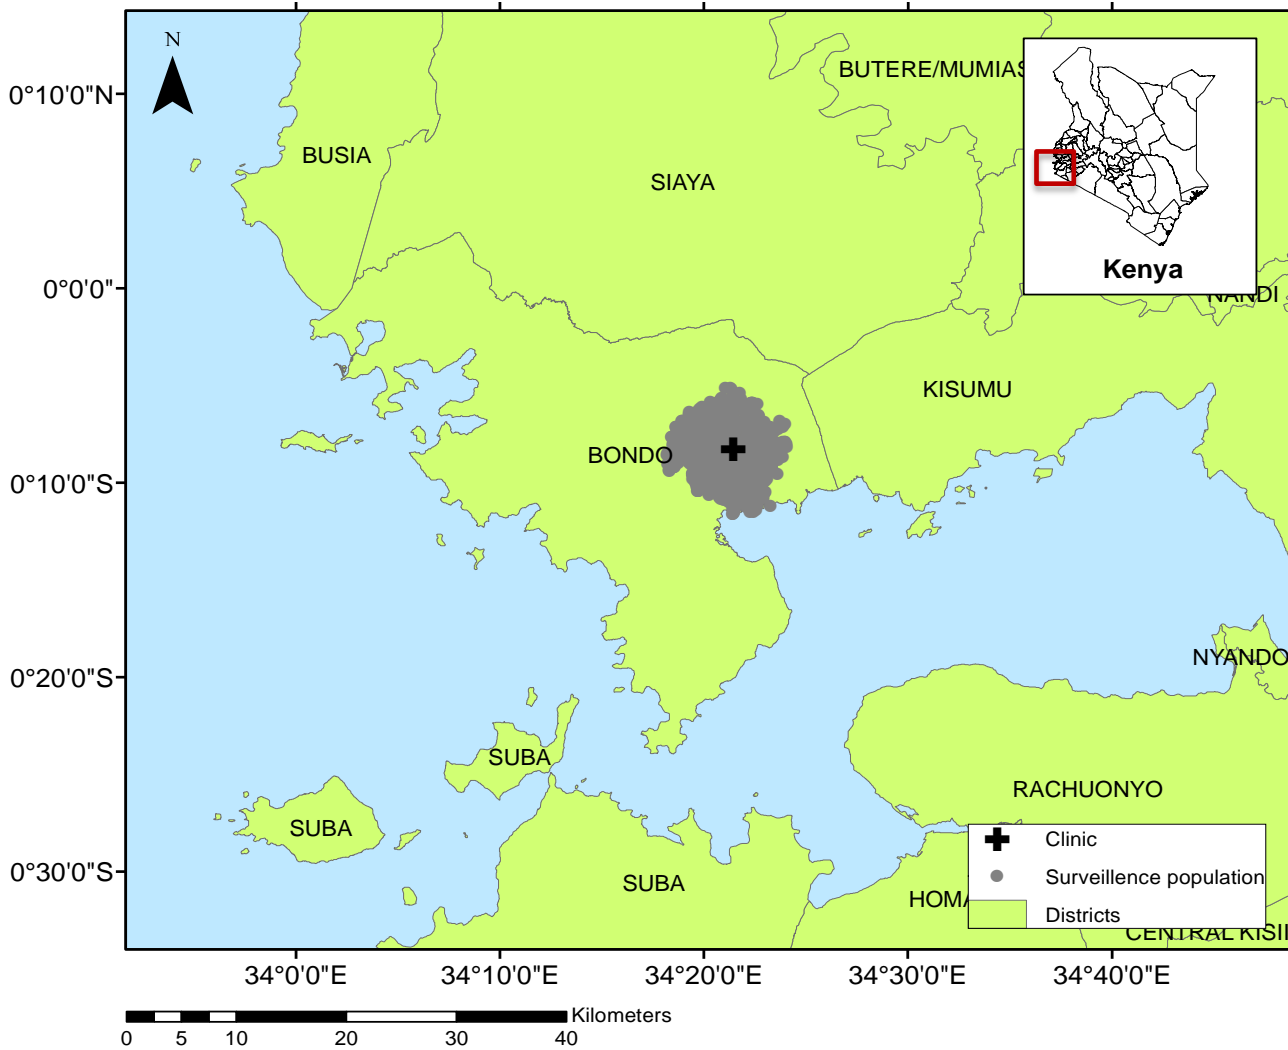 N
0°10'0"N
0°0'0"
0°10'0"S
0°20'0"S
0°30'0"S
BUTERE/MUMIAS
BUSIA
SIAYA
Kenya
NANDI
KISUMU
BONDO
NYANDO
SUBA
RACHUONYO
SUBA
SUBA
HOMA
CENTRAL KISII
Clinic
Surveillence population
Districts
34°0'0"E
34°10'0"E
34°20'0"E
34°30'0"E
34°40'0"E
Kilometers
0 5 10 20 30 40